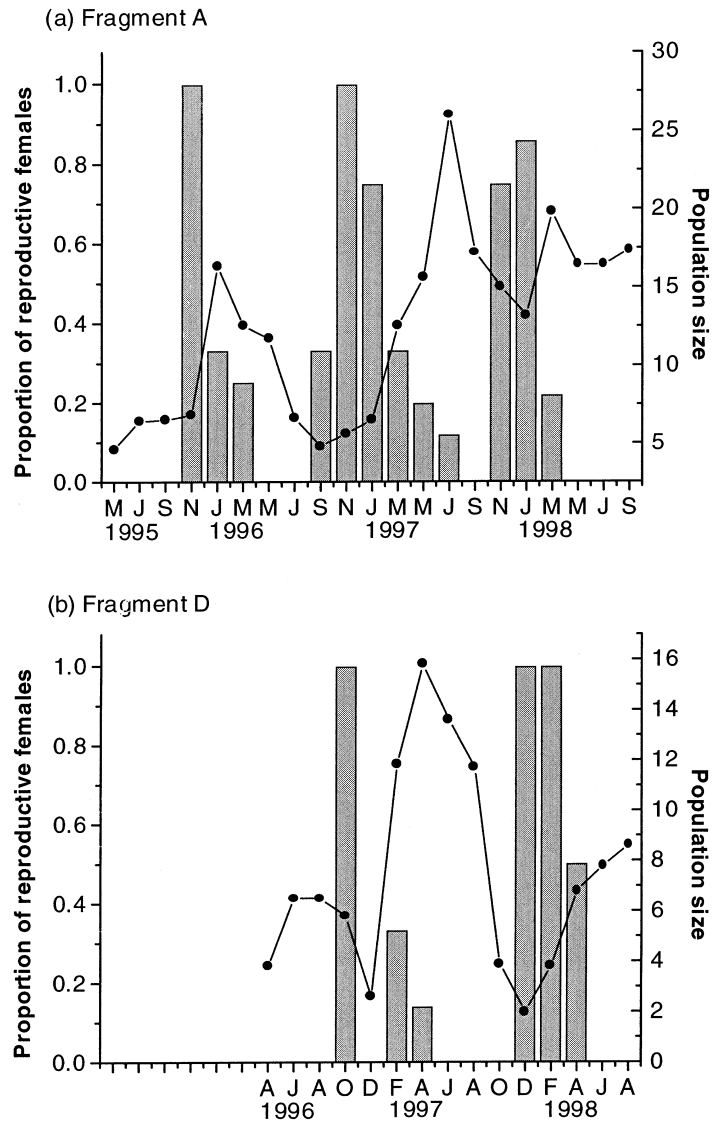 (a) Fragment A
Proportion of reproductive females
Population size
1.0
0.8
0.6
0.4
0.2
0.0
30
25
20
15
10
5
M J S N J M M J S N J M M J S N J M M J S
1995 1996 1997 1998
(b) Fragment D
Proportion of reproductive females
Population size
1.0
0.8
0.6
0.4
0.2
0.0
16
14
12
10
8
6
4
2
0
A J A O D F A J A O D F A J A
1996 1997 1998